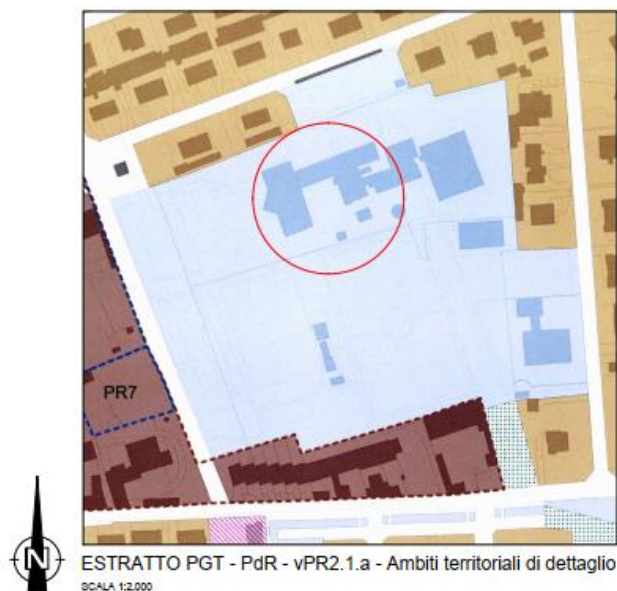 PR7
N
ESTRATTO PGT - PdR - vPR2.1.a - Ambiti territoriali di dettaglio
SCALA 1:2.000